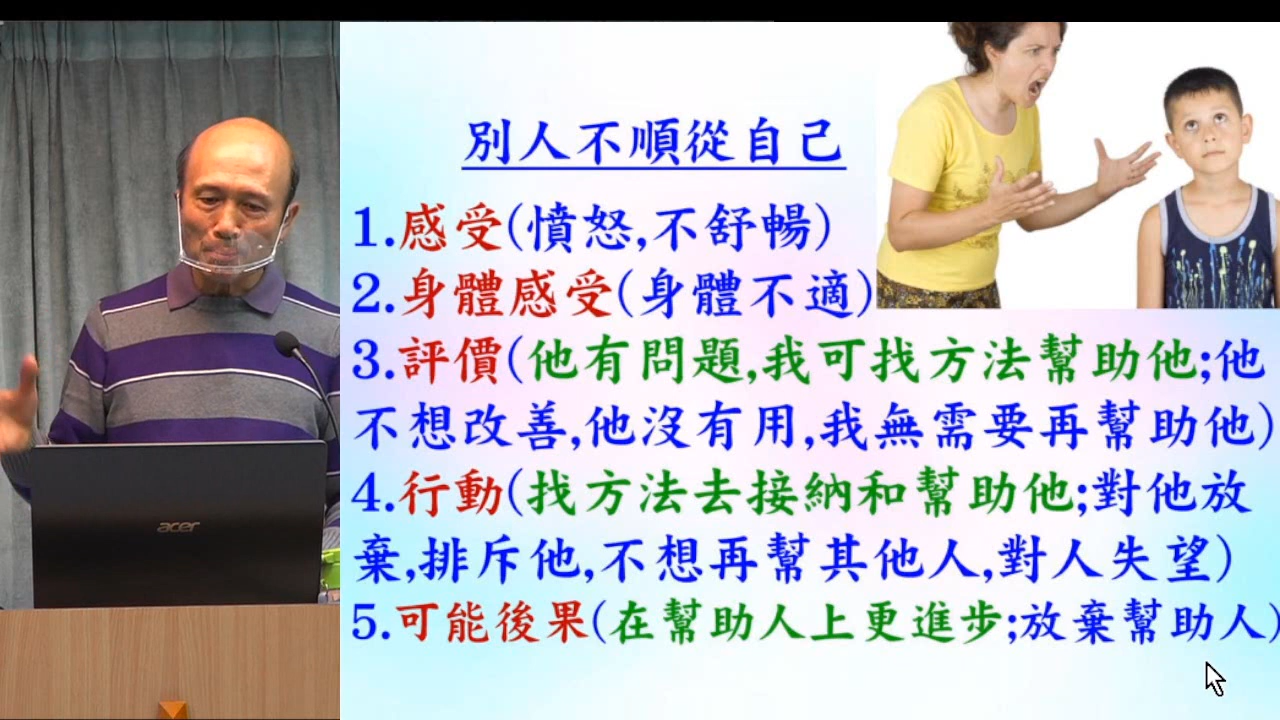 別人不順從自己
1.感受(憤怒,不舒暢)
2.身體感受(身體不適)
3.評價(他有問題,我可找方法幫助他;他
不想改善,他沒有用,我無需要再幫助他)
4.行動(找方法去接納和幫助他;對他放
棄,排斥他,不想再幫其他人,對人失望)
5.可能後果(在幫助人上更進步;放棄幫助人)
acer